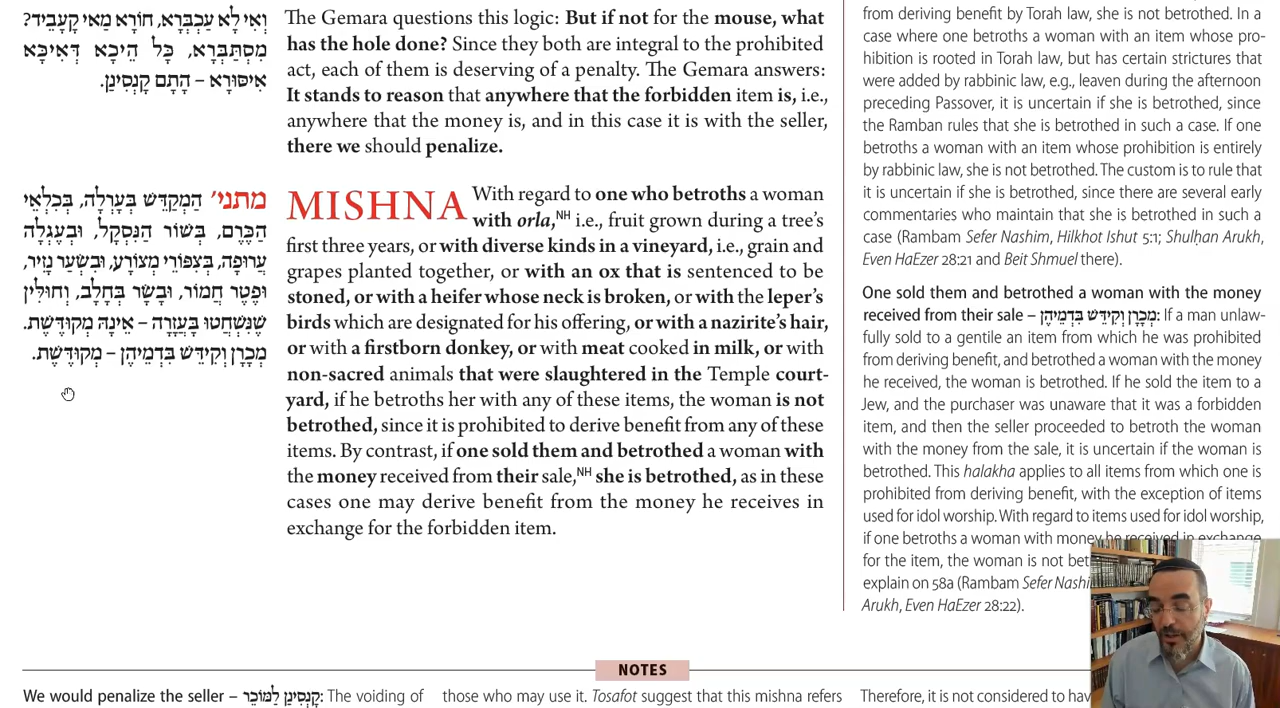 וְאִי לָא עַכְבְּרָא, חוֹרָא מַאי קָעָבֵיד?
מִסְתַּבְּרָא, כָּל הֵיכָא דְּאִיכָּא
אִיסּוּרָא – הָתָם קָנְסִינַן.
מתני׳ הַמְקַדֵּשׁ בְּעׇרְלָה, בְּכִלְאֵי
הַכֶּרֶם, בְּשׁוֹר הַנִּסְקָל, וּבְעֶגְלָה
עֲרוּפָה, בְּצִפּוֹרֵי מְצוֹרָע, וּבִשְׂעַר נָזִיר,
וּפֶטֶר חֲמוֹר, וּבָשָׂר בְּחָלָב, וְחוּלִּין
שֶׁנִּשְׁחֲטוּ בָּעֲזָרָה – אֵינָהּ מְקוּדֶּשֶׁת.
מְכָרָן וְקִידֵּשׁ בִּדְמֵיהֶן – מְקוּדֶּשֶׁת.
The Gemara questions this logic: But if not for the mouse, what
has the hole done? Since they both are integral to the prohibited
act, each of them is deserving of a penalty. The Gemara answers:
It stands to reason that anywhere that the forbidden item is, i.e.,
anywhere that the money is, and in this case it is with the seller,
there we should penalize.
MISHNA With regard to one who betroths a woman
with orla,NH i.e., fruit grown during a tree's
first three years, or with diverse kinds in a vineyard, i.e., grain and
grapes planted together, or with an ox that is sentenced to be
stoned, or with a heifer whose neck is broken, or with the leper's
birds which are designated for his offering, or with a nazirite's hair,
or with a firstborn donkey, or with meat cooked in milk, or with
non-sacred animals that were slaughtered in the Temple court-
yard, if he betroths her with any of these items, the woman is not
betrothed, since it is prohibited to derive benefit from any of these
items. By contrast, if one sold them and betrothed a woman with
the money received from their sale,NH she is betrothed, as in these
cases one may derive benefit from the money he receives in
exchange for the forbidden item.
from deriving benefit by Torah law, she is not betrothed. In a
case where one betroths a woman with an item whose pro-
hibition is rooted in Torah law, but has certain strictures that
were added by rabbinic law, e.g., leaven during the afternoon
preceding Passover, it is uncertain if she is betrothed, since
the Ramban rules that she is betrothed in such a case. If one
betroths a woman with an item whose prohibition is entirely
by rabbinic law, she is not betrothed. The custom is to rule that
it is uncertain if she is betrothed, since there are several early
commentaries who maintain that she is betrothed in such a
case (Rambam Sefer Nashim, Hilkhot Ishut 5:1; Shulḥan Arukh,
Even HaEzer 28:21 and Beit Shmuel there).
One sold them and betrothed a woman with the money
received from their sale – מְכָרָן וְקִידֵּשׁ בִּדְמֵיהֶן: If a man unlaw-
fully sold to a gentile an item from which he was prohibited
from deriving benefit, and betrothed a woman with the money
he received, the woman is betrothed. If he sold the item to a
Jew, and the purchaser was unaware that it was a forbidden
item, and then the seller proceeded to betroth the woman
with the money from the sale, it is uncertain if the woman is
betrothed. This halakha applies to all items from which one is
prohibited from deriving benefit, with the exception of items
used for idol worship. With regard to items used for idol worship,
if one betroths a woman with money he received in exchange
for the item, the woman is not
explain on 58a (Rambam Sefer
Arukh, Even HaEzer 28:22).
NOTES
We would penalize the seller – קָנְסִינַן לַמּוֹכֵר: The voiding of
those who may use it. Tosafot suggest that this mishna refers
Therefore, it is not considered to